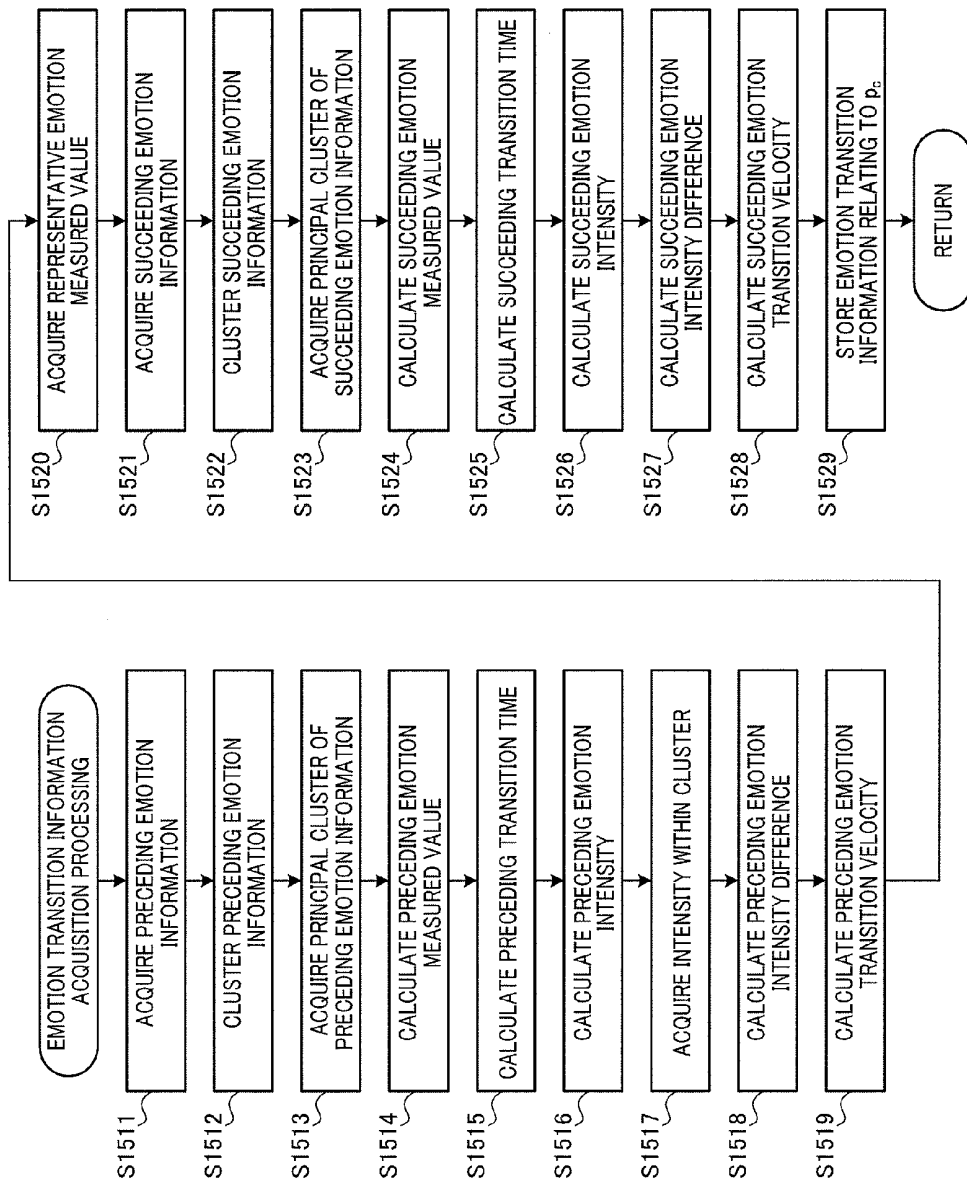 EMOTION TRANSITION INFORMATION
ACQUISITION PROCESSING
S1511
ACQUIRE PRECEDING EMOTION
INFORMATION
S1512
CLUSTER PRECEDING EMOTION
INFORMATION
S1513
ACQUIRE PRINCIPAL CLUSTER OF
PRECEDING EMOTION INFORMATION
S1514
CALCULATE PRECEDING EMOTION
MEASURED VALUE
S1515
CALCULATE PRECEDING TRANSITION TIME
S1516
CALCULATE PRECEDING EMOTION
INTENSITY
S1517
ACQUIRE INTENSITY WITHIN CLUSTER
S1518
CALCULATE PRECEDING EMOTION
INTENSITY DIFFERENCE
S1519
CALCULATE PRECEDING EMOTION
TRANSITION VELOCITY
S1520
ACQUIRE REPRESENTATIVE EMOTION
MEASURED VALUE
S1521
ACQUIRE SUCCEEDING EMOTION
INFORMATION
S1522
CLUSTER SUCCEEDING EMOTION
INFORMATION
S1523
ACQUIRE PRINCIPAL CLUSTER OF
SUCCEEDING EMOTION INFORMATION
S1524
CALCULATE SUCCEEDING EMOTION
MEASURED VALUE
S1525
CALCULATE SUCCEEDING TRANSITION TIME
S1526
CALCULATE SUCCEEDING EMOTION
INTENSITY
S1527
CALCULATE SUCCEEDING EMOTION
INTENSITY DIFFERENCE
S1528
CALCULATE SUCCEEDING EMOTION
TRANSITION VELOCITY
S1529
STORE EMOTION TRANSITION
INFORMATION RELATING TO pc
RETURN